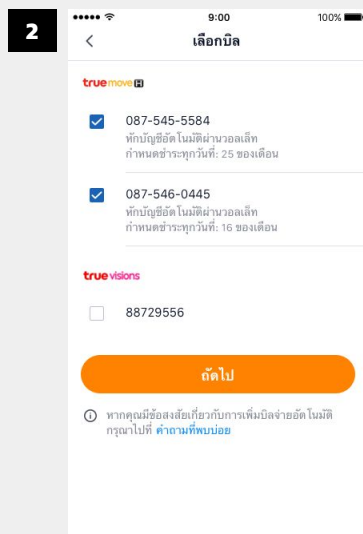 2
9:00
100%
เลือกบิล
truemove H
087-545-5584
หักบัญชีอัตโนมัติผ่านวอลเล็ท
กำหนดชำระทุกวันที่: 25 ของเดือน
087-546-0445
หักบัญชีอัตโนมัติผ่านวอลเล็ท
กำหนดชำระทุกวันที่: 16 ของเดือน
truevisions
88729556
ถัดไป
หากคุณมีข้อสงสัยเกี่ยวกับการเพิ่มบิลจ่ายอัตโนมัติ
กรุณาไปที่ คำถามที่พบบ่อย